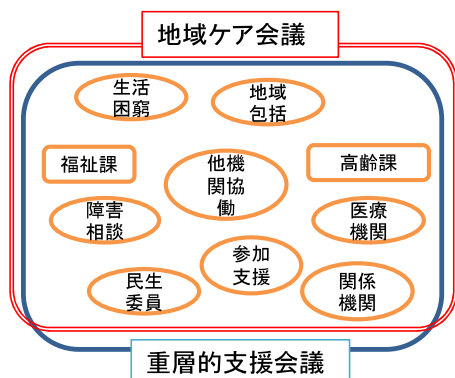 地域ケア会議
生活
困窮
地域
包括
福祉課
他機
関協
働
高齢課
障害
相談
医療
機関
参加
支援
民生
委員
関係
機関
重層的支援会議